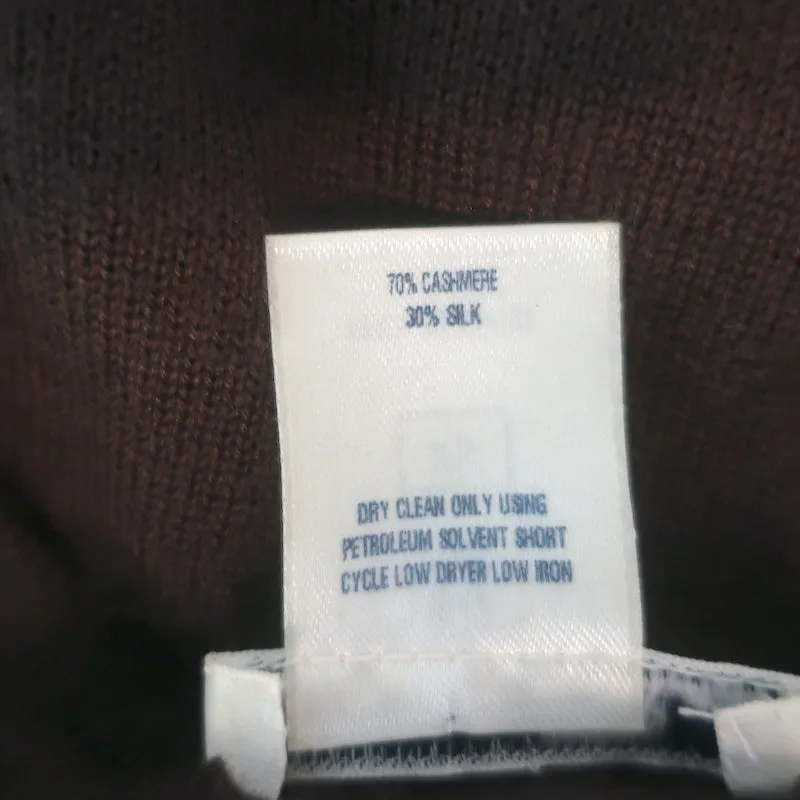 70% CASHMERE
30% SILK
DRY CLEAN ONLY USING
PETROLEUM SOLVENT SHORT
CYCLE LOW DRYER LOW IRON